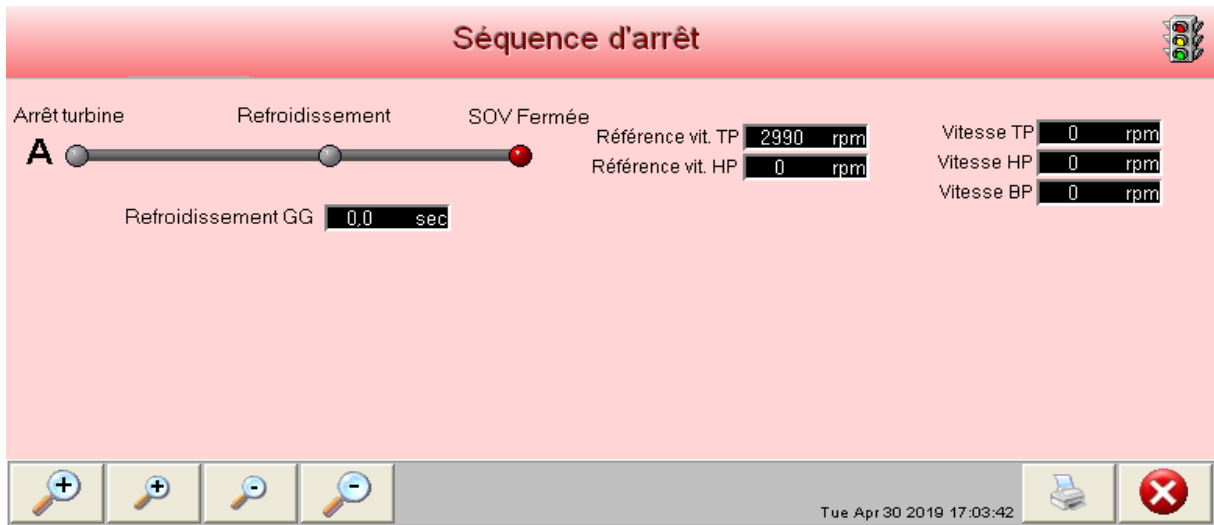 Séquence d'arrêt
Arrêt turbine
Refroidissement
SOV Fermée
A
Référence vit. TP 2990 rpm
Référence vit. HP 0 rpm
Vitesse TP 0 rpm
Vitesse HP 0 rpm
Vitesse BP 0 rpm
Refroidissement GG 0,0 sec
Tue Apr 30 2019 17:03:42